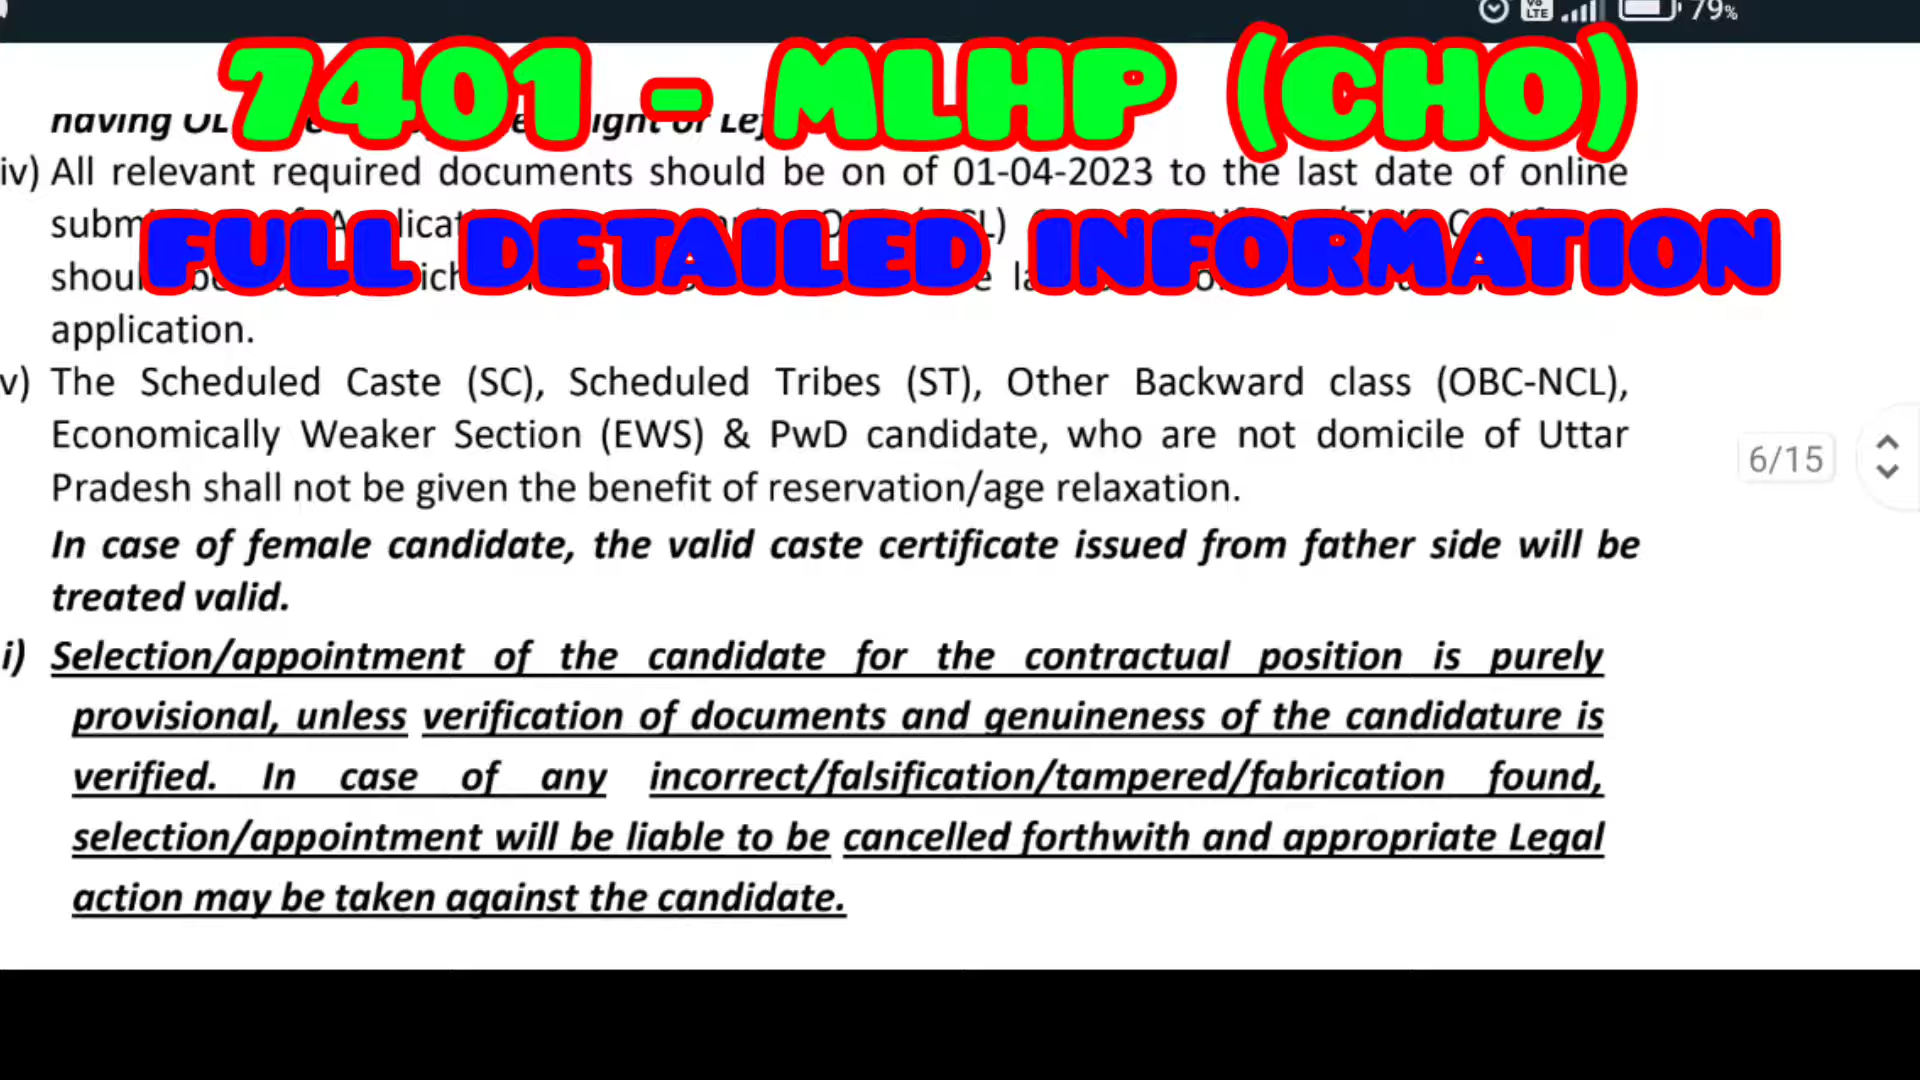 Vo LTE 79%
7401 - MLHP (CHO)
having
iv) All relevant required documents should be on of 01-04-2023 to the last date of online
FULL DETAILED INFORMATION
application.
v) The Scheduled Caste (SC), Scheduled Tribes (ST), Other Backward class (OBC-NCL),
Economically Weaker Section (EWS) & PwD candidate, who are not domicile of Uttar
Pradesh shall not be given the benefit of reservation/age relaxation.
6/15
In case of female candidate, the valid caste certificate issued from father side will be
treated valid.
i) Selection/appointment of the candidate for the contractual position is purely
provisional, unless verification of documents and genuineness of the candidature is
verified. In case of any incorrect/falsification/tampered/fabrication found,
selection/appointment will be liable to be cancelled forthwith and appropriate Legal
action may be taken against the candidate.